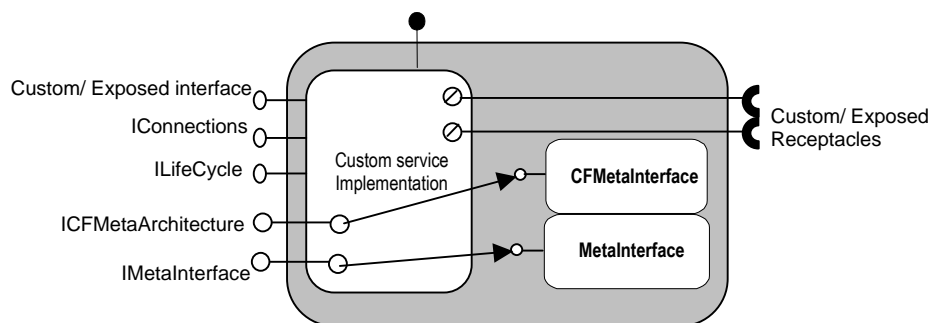 Custom/ Exposed interface
IConnections
ILifeCycle
ICFMetaArchitecture
IMetaInterface
Custom service
Implementation
CFMetaInterface
MetaInterface
Custom/ Exposed
Receptacles